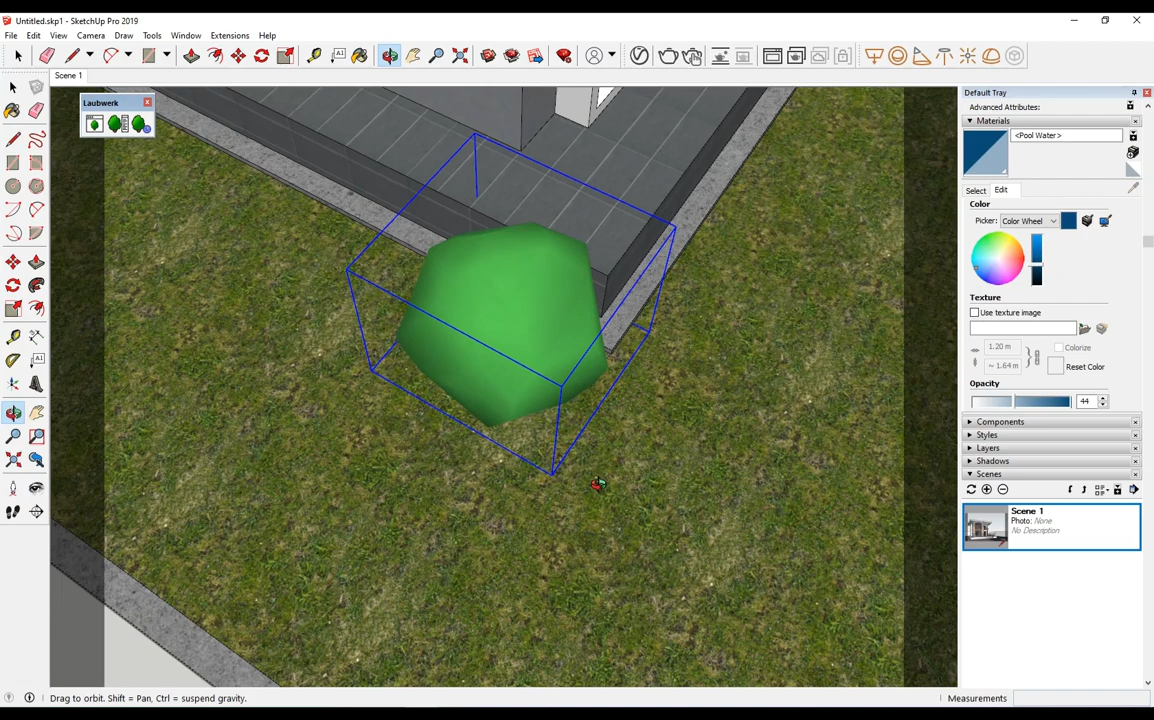 Untitled.skp1 - SketchUp Pro 2019
File Edit View Camera Draw Tools Window Extensions Help
Scene 1
Default Tray
Advanced Attributes:
Laubwerk
Materials
<Pool Water>
Select Edit
Color
Picker: Color Wheel
Texture
Use texture image
1.20 m
Colorize
~ 1.64 m
Reset Color
Opacity
44
Components
Styles
Layers
Shadows
Scenes
Scene 1
Photo: None
No Description
Drag to orbit. Shift = Pan, Ctrl = suspend gravity.
Measurements